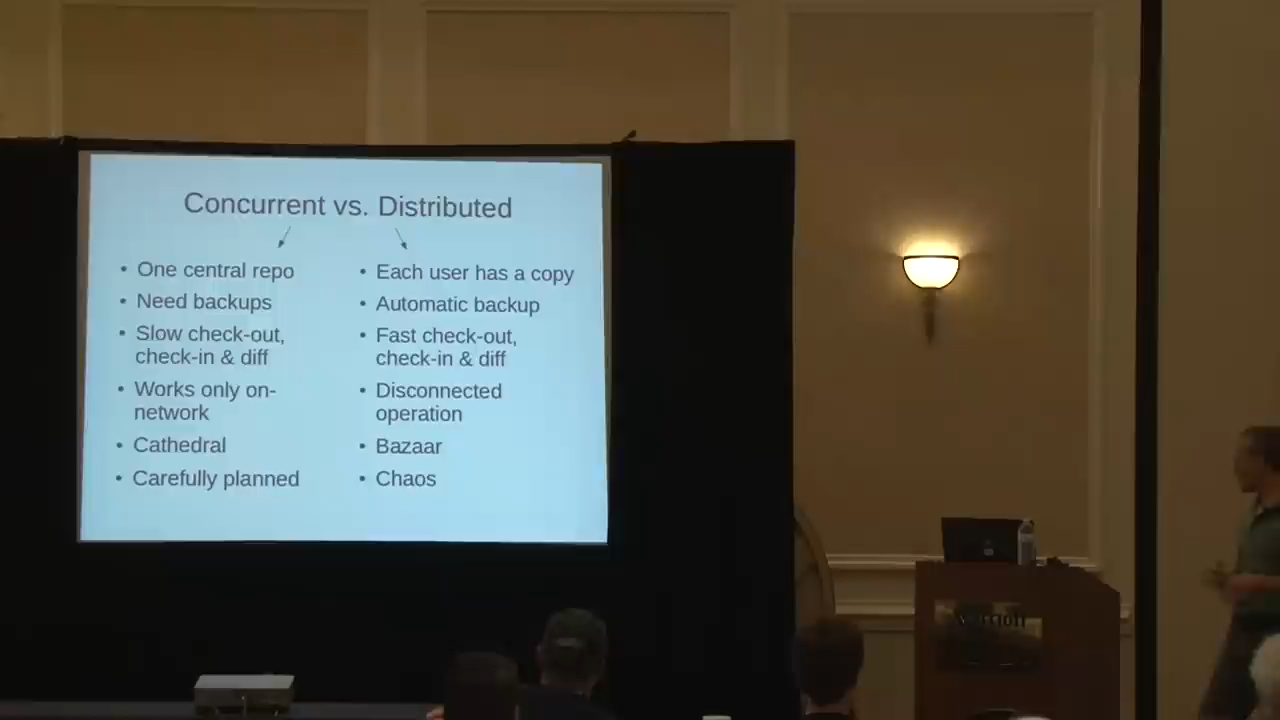 Concurrent vs. Distributed
• One central repo
• Need backups
• Slow check-out,
check-in & diff
• Works only on-
network
• Cathedral
• Carefully planned
• Each user has a copy
• Automatic backup
• Fast check-out,
check-in & diff
• Disconnected
operation
• Bazaar
• Chaos